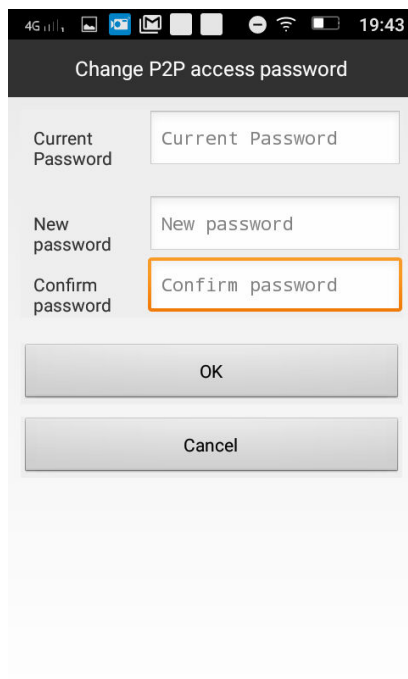 4G 19:43
Change P2P access password
Current Password
Current
Password
New New password
password
Confirm Confirm password
password
OK
Cancel